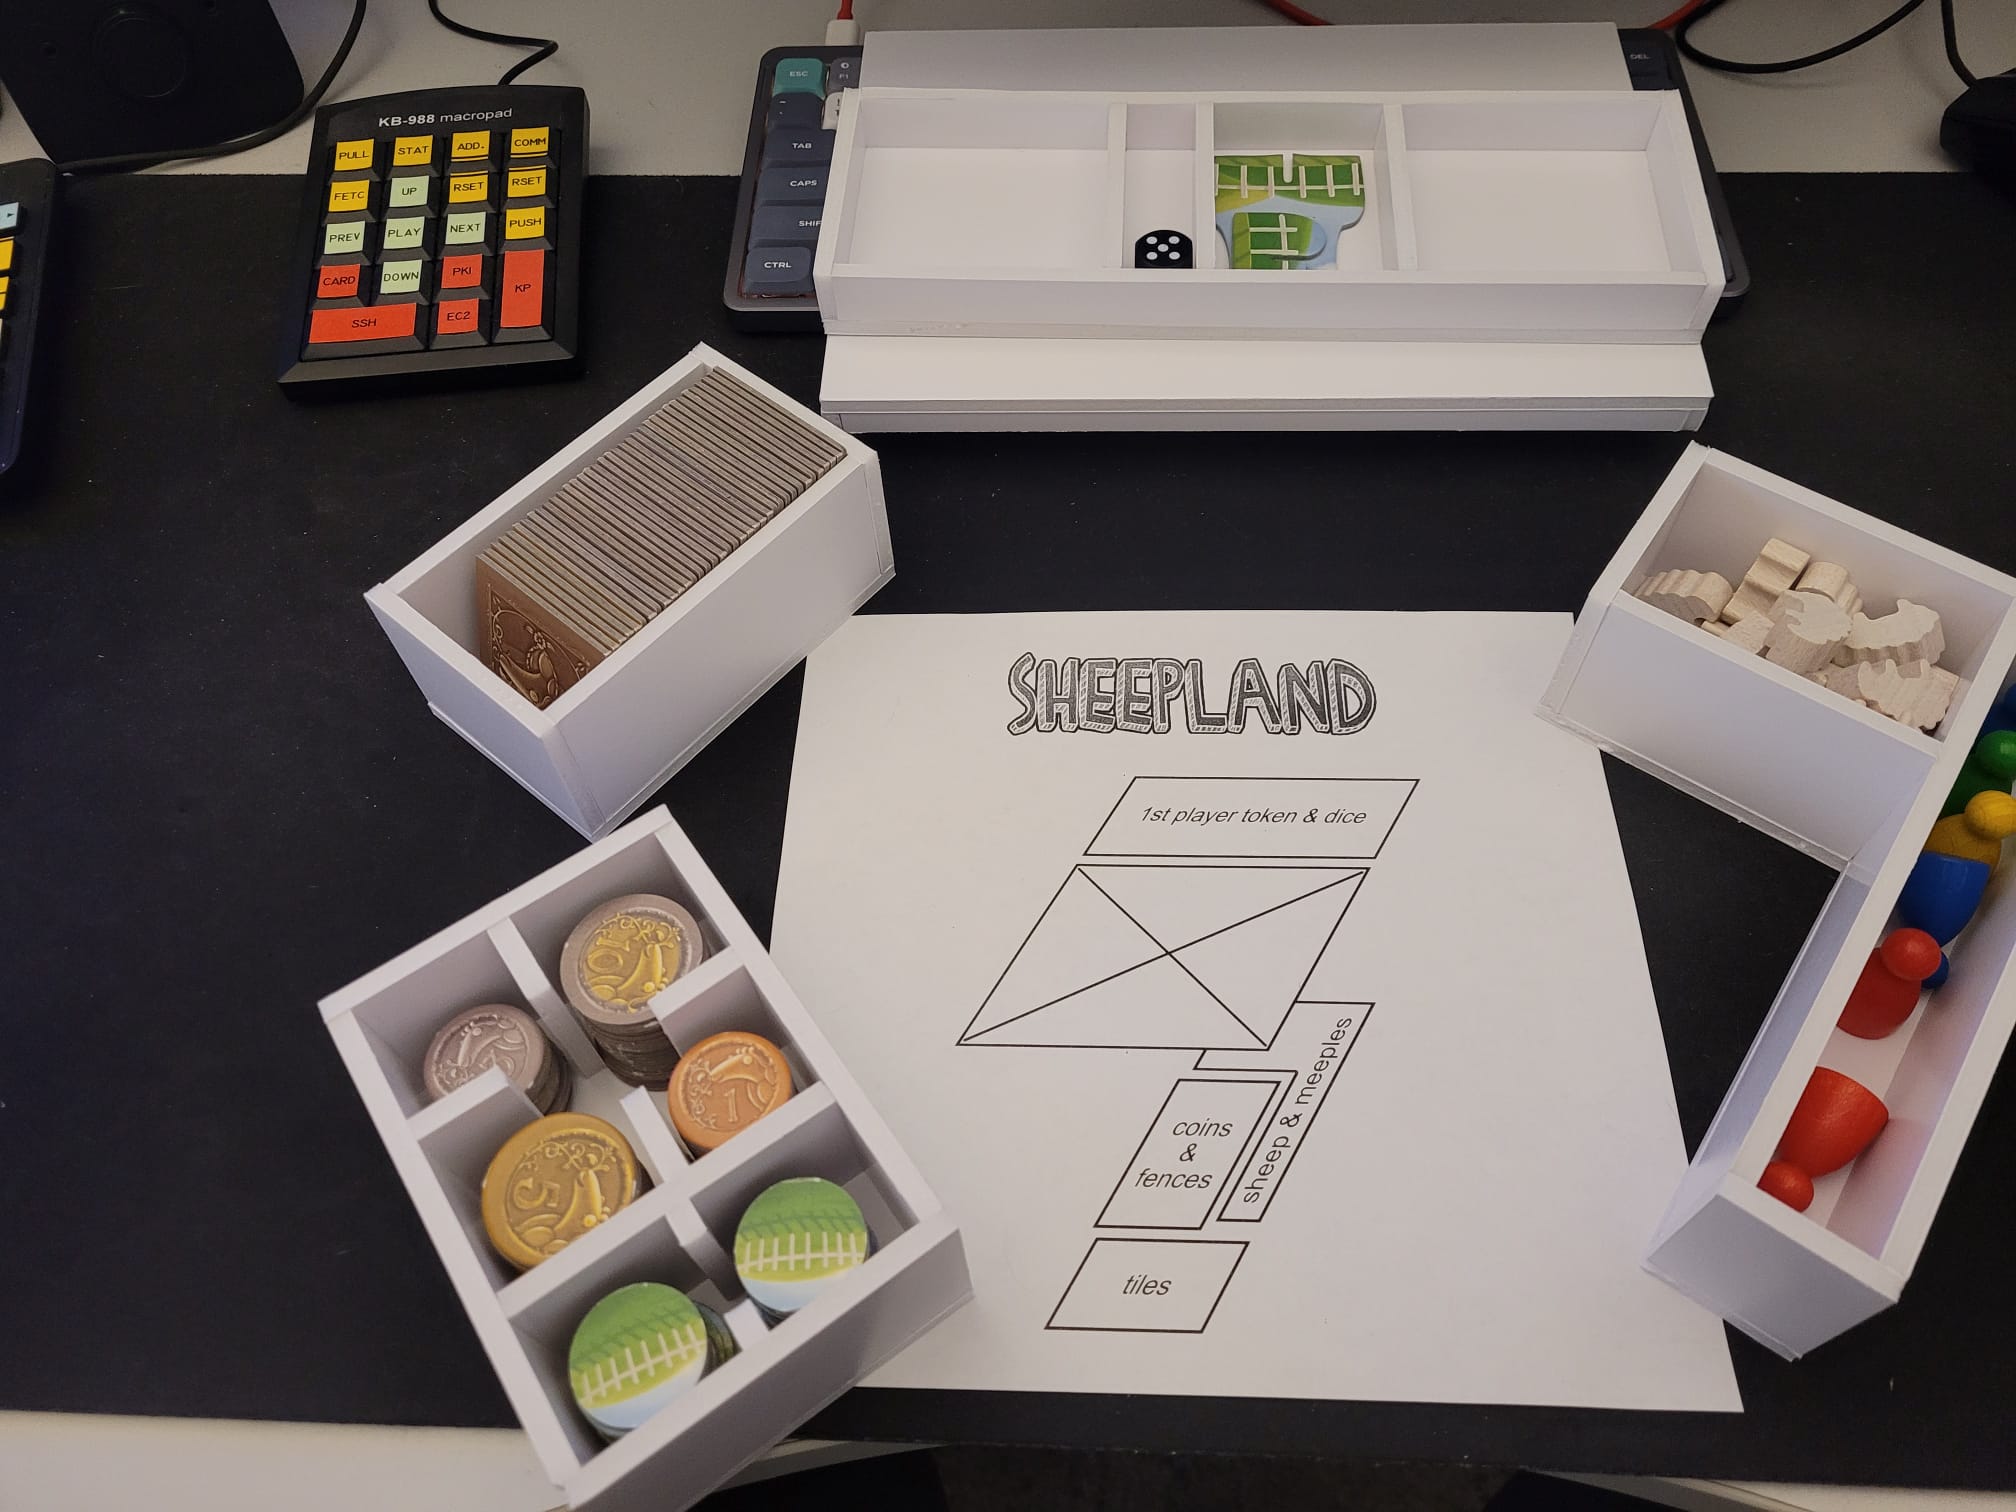 KB-988 macropad
PULL STAT ADD. COMM
FETC UP RSET RSET
PREV PLAY NEXT PUSH
CARD DOWN PKI KP
SSH EC2
ESC
F1
TAB
CAPS
SHIF
CTRL
DEL
SHEEPLAND
1st player token & dice
sheep & meeples
coins
&
fences
tiles
10
1
5